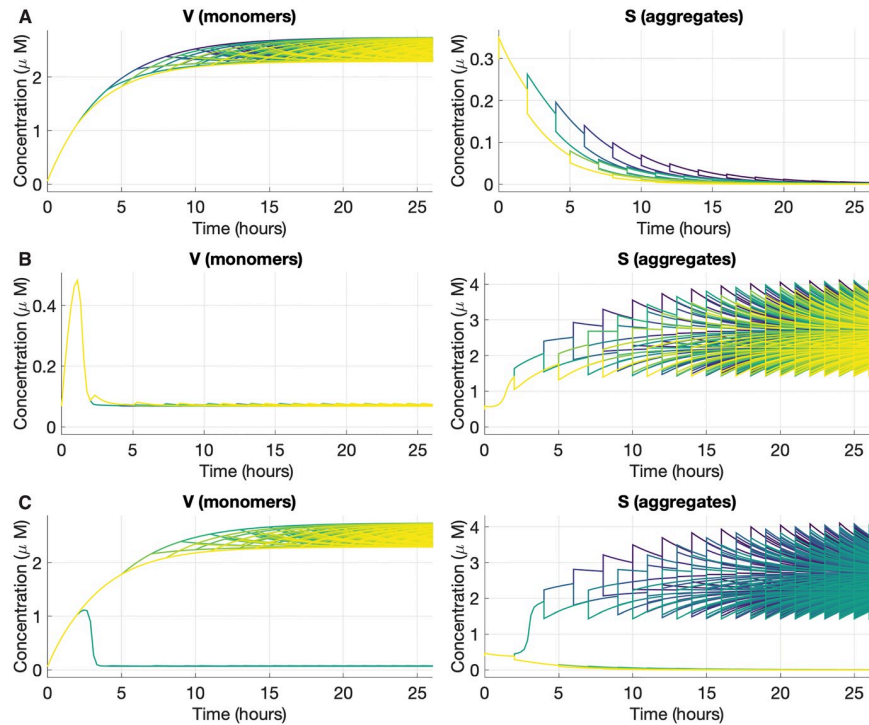 A
V (monomers)
Concentration (μ M)
2
1
0
0 5 10 15 20 25
Time (hours)
S (aggregates)
Concentration (μ M)
0.3
0.2
0.1
0
0 5 10 15 20 25
Time (hours)
B
V (monomers)
Concentration (μ M)
0.4
0.2
0
0 5 10 15 20 25
Time (hours)
S (aggregates)
Concentration (μ M)
4
3
2
1
0
0 5 10 15 20 25
Time (hours)
C
V (monomers)
Concentration (μ M)
2
1
0
0 5 10 15 20 25
Time (hours)
S (aggregates)
Concentration (μ M)
4
3
2
1
0
0 5 10 15 20 25
Time (hours)